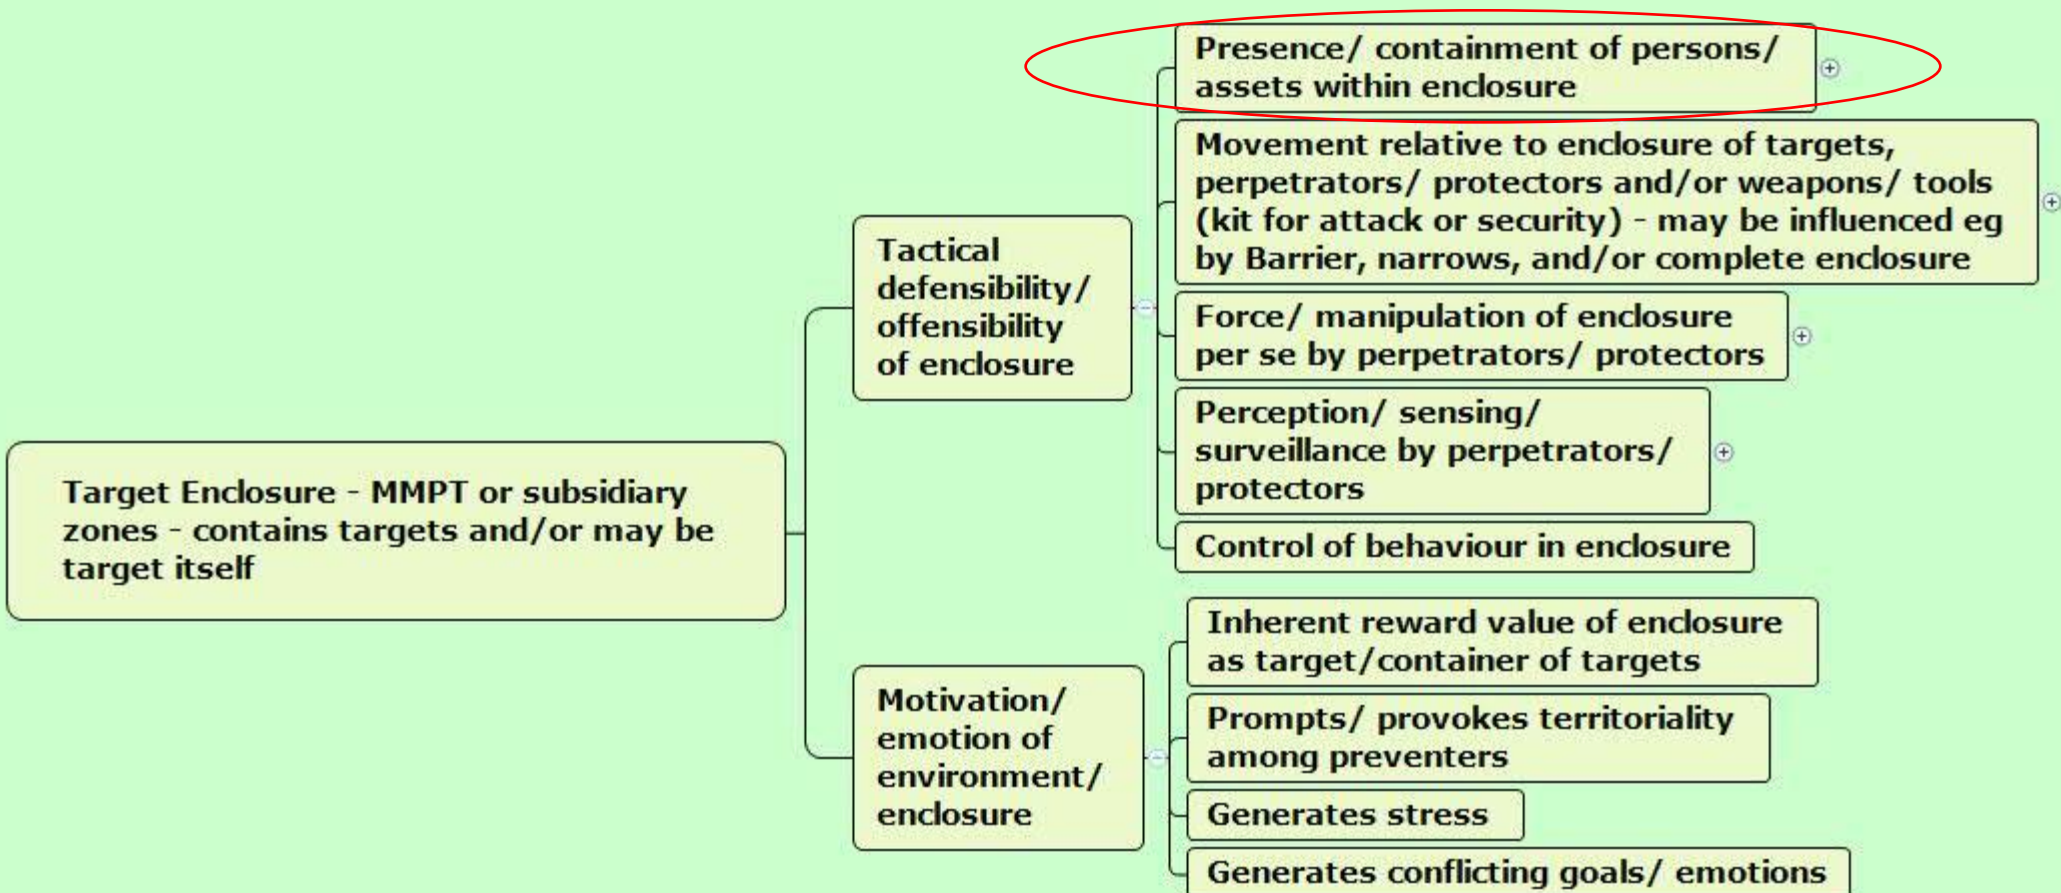 Presence/ containment of persons/
assets within enclosure
Movement relative to enclosure of targets,
perpetrators/ protectors and/or weapons/ tools
(kit for attack or security) - may be influenced eg
by Barrier, narrows, and/or complete enclosure
Tactical
defensibility/
offensibility
of enclosure
Force/ manipulation of enclosure
per se by perpetrators/ protectors
Perception/ sensing/
surveillance by perpetrators/
protectors
Control of behaviour in enclosure
Target Enclosure - MMPT or subsidiary
zones - contains targets and/or may be
target itself
Motivation/
emotion of
environment/
enclosure
Inherent reward value of enclosure
as target/container of targets
Prompts/ provokes territoriality
among preventers
Generates stress
Generates conflicting goals/ emotions